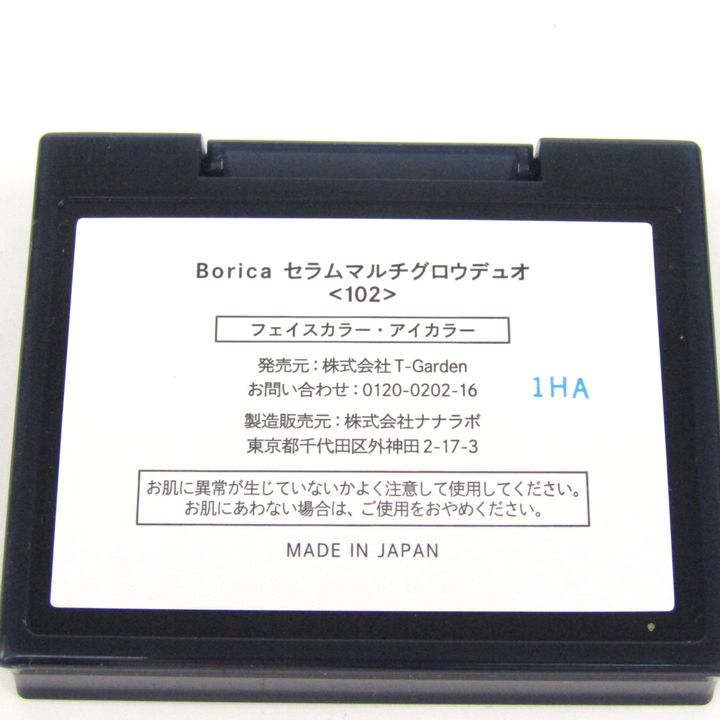 Borica セラムマルチグロウデュオ
<102>
フェイスカラー・アイカラー
発売元：株式会社T-Garden
お問い合わせ：0120-0202-16
1HA
製造販売元：株式会社ナナラボ
東京都千代田区外神田2-17-3
お肌に異常が生じていないかよく注意して使用してください。
お肌にあわない場合は、ご使用をおやめください。
MADE IN JAPAN